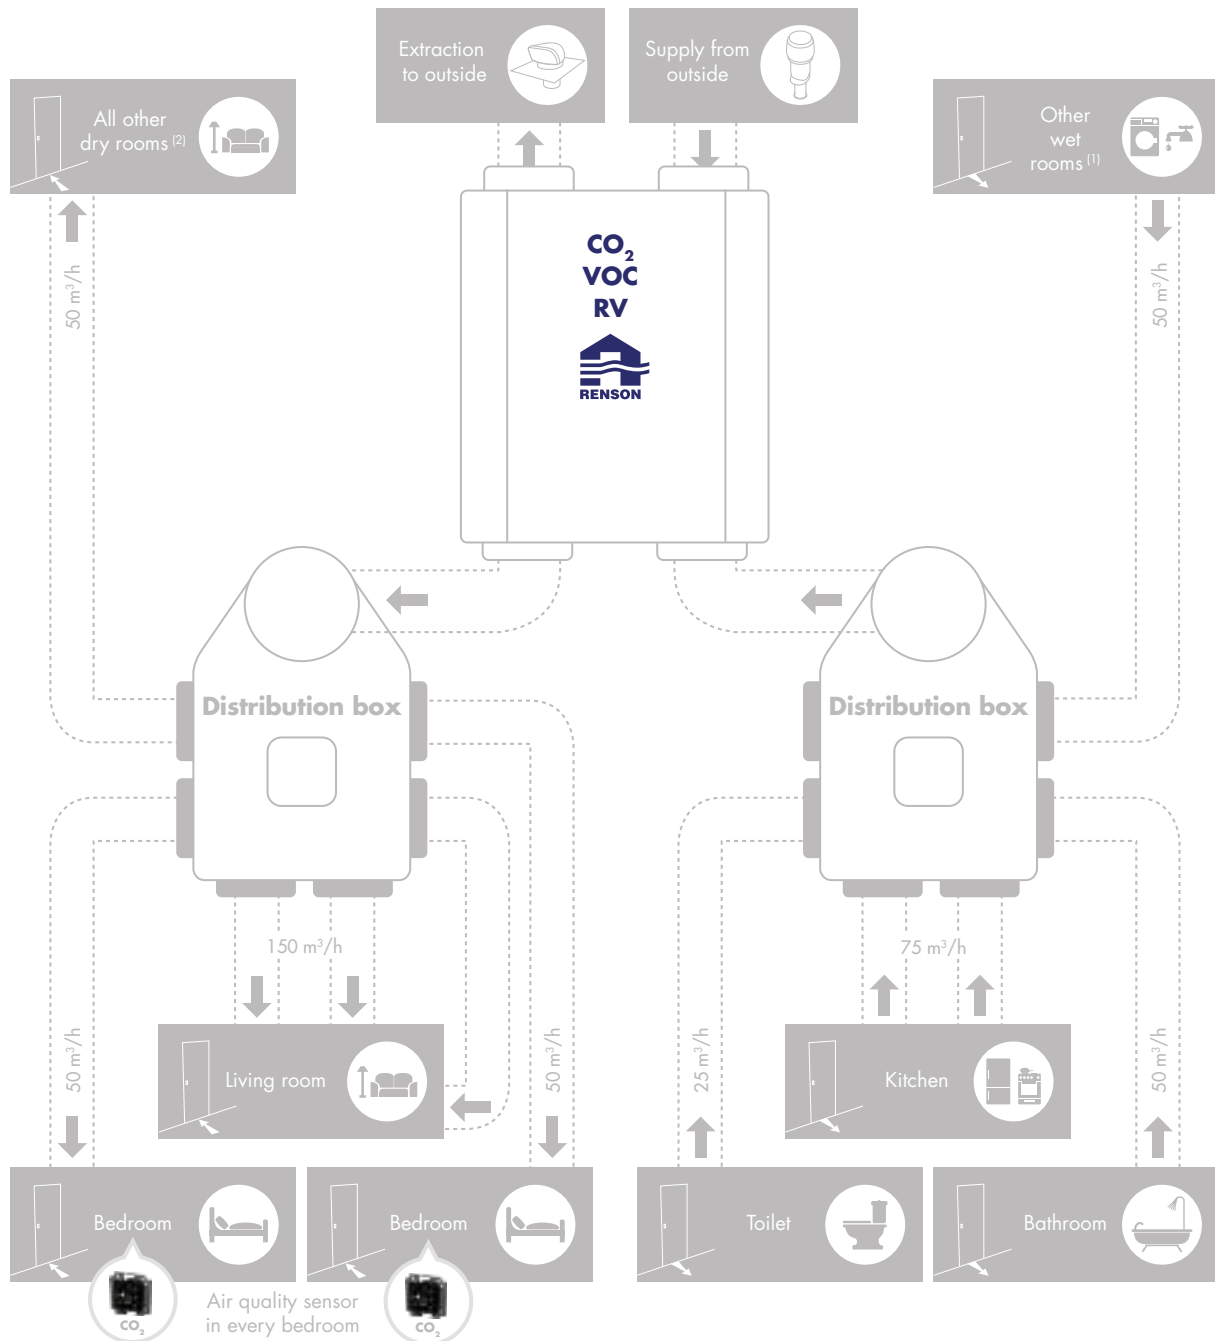 Extraction
to outside
Supply from
outside
All other
dry rooms (2)
Other
wet
rooms (1)
CO2
VOC
RV
RENSON
50 m³/h
50 m³/h
Distribution box
Distribution box
150 m³/h
75 m³/h
50 m³/h
50 m³/h
25 m³/h
50 m³/h
Living room
Kitchen
Bedroom
Bedroom
Toilet
Bathroom
CO2
Air quality sensor
in every bedroom
CO2